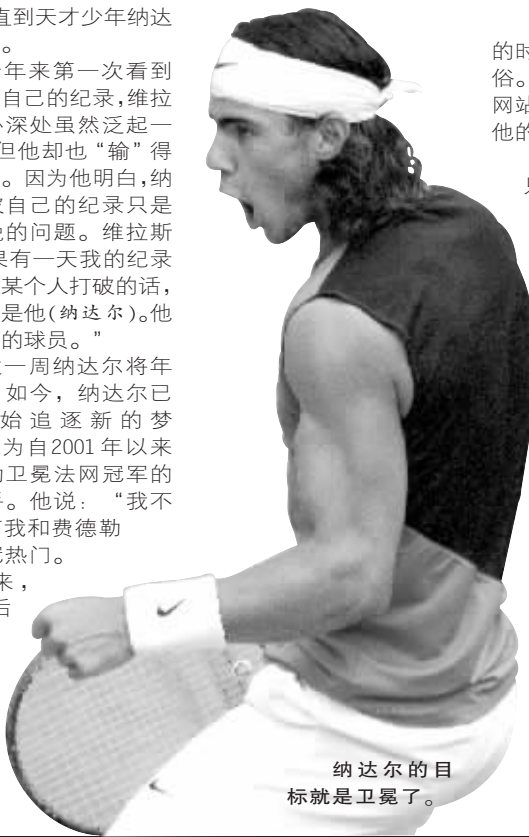 直到天才少年纳达
。
年来第一次看到
自己的纪录，维拉
深处虽然泛起一
但他却也“输”得
。因为他明白，纳
破自己的纪录只是
晚的问题。维拉斯
果有一天我的纪录
某个人打破的话，
是他(纳达尔)。他
的球员。”
一周纳达尔将年
如今，纳达尔已
始追逐新的梦
为自2001年以来
功卫冕法网冠军的
手。他说：“我不
有我和费德勒
冠热门。
来，
后
的时
俗。
网站
他的
纳达尔的目
标就是卫冕了。